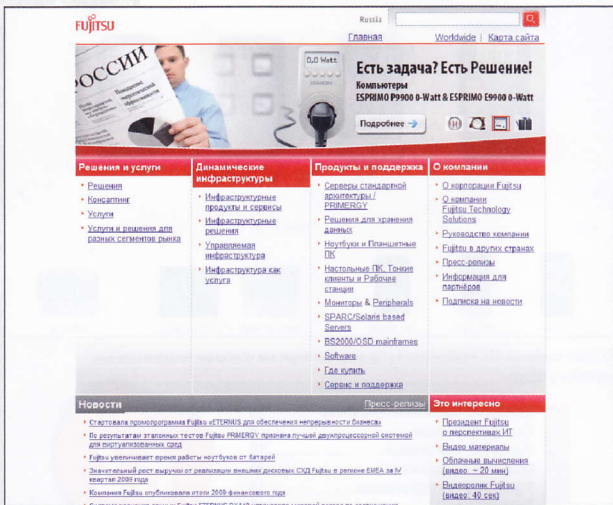 FUJITSU
Russia
Главная
Worldwide | Карта сайта
РОССИИ
0,0 Watt
Есть задача? Есть Решение!
Компьютеры
ESPRIMO P9900 0-Watt & ESPRIMO E9900 0-Watt
Подробнее
Решения и услуги
Решения
Консалтинг
Услуги
Услуги и решения для
разных сегментов рынка
Динамические
инфраструктуры
Инфраструктурные
продукты и сервисы
Инфраструктурные
решения
Управляемая
инфраструктура
Инфраструктура как
услуга
Продукты и поддержка
Серверы стандартной
архитектуры /
PRIMERGY
Решения для хранения
данных
Ноутбуки и Планшетные
ПК
Настольные ПК, Тонкие
клиенты и Рабочие
станции
Мониторы & Peripherals
SPARC/Solaris based
Servers
BS2000/OSD mainframes
Software
Где купить
Сервис и поддержка
О компании
О корпорации Fujitsu
О компании
Fujitsu Technology
Solutions
Руководство компании
Fujitsu в других странах
Пресс-релизы
Информация для
партнёров
Подписка на новости
Новости
Пресс-релизы
Стартовала промопрограмма Fujitsu xETERNUS для обеспечения непрерывности бизнеса
По результатам эталонных тестов Fujitsu PRIMERGY признана лучшей двухпроцессорной системой
для виртуализованных сред
Fujitsu увеличивает время работы ноутбуков от батарей
Значительный рост выручки от реализации внешних дисковых СХД Fujitsu в регионе EMEA за IV
квартал 2009 года
Компания Fujitsu опубликовала итоги 2009 финансового года
Это интересно
Президент Fujitsu
о перспективах ИТ
Видео материалы
Облачные вычисления
(видео: ~ 20 мин)
Видеоролик Fujitsu
(видео: 40 сек)